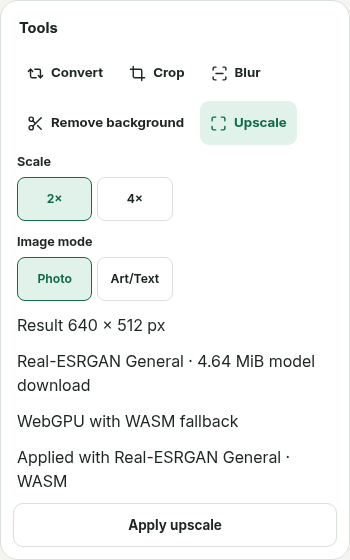 Tools
Convert
Crop
Blur
Remove background
Upscale
Scale
2×
4×
Image mode
Photo
Art/Text
Result 640 × 512 px
Real-ESRGAN General · 4.64 MiB model
download
WebGPU with WASM fallback
Applied with Real-ESRGAN General ·
WASM
Apply upscale